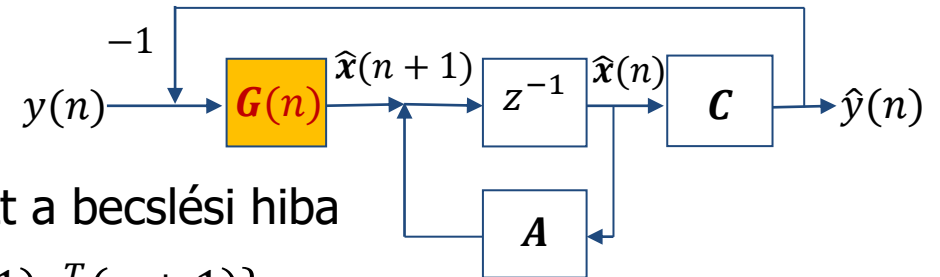 −1
y(n) G(n) x̂(n + 1) z⁻¹ x̂(n) C ŷ(n)
t a becslési hiba
A